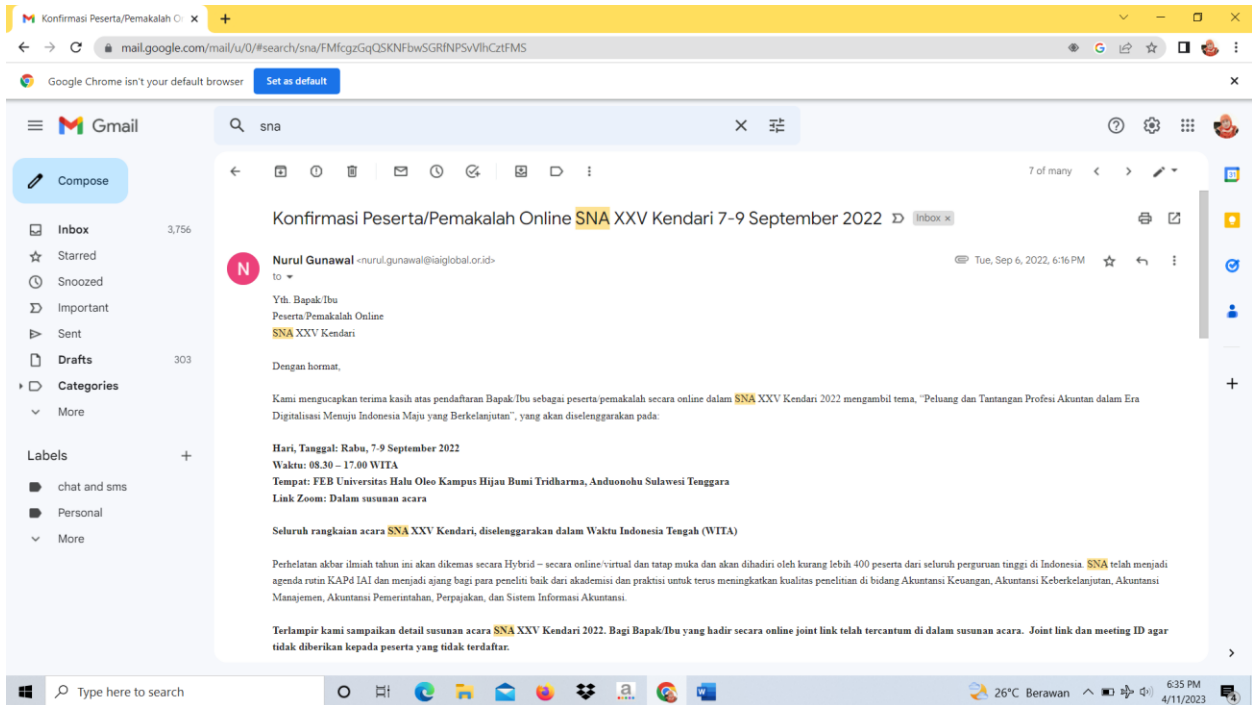 Konfirmasi Peserta/Pemakalah O
mail.google.com/mail/u/0/#search/sna/FMfcgzGqQSKNFbwSGRfNPSvVlhCztFMS
Google Chrome isn't your default browser Set as default
Gmail
sna
Compose
7 of many
Inbox 3,756
Starred
Snoozed
Important
Sent
Drafts 303
Categories
More
Labels
chat and sms
Personal
More
Konfirmasi Peserta/Pemakalah Online SNA XXV Kendari 7-9 September 2022 Inbox
N
Nurul Gunawal <nurul.gunawal@iaiglobal.or.id> Tue, Sep 6, 2022, 6:16 PM
to
Yth. Bapak/Ibu
Peserta/Pemakalah Online
SNA XXV Kendari
Dengan hormat,
Kami mengucapkan terima kasih atas pendaftaran Bapak/Ibu sebagai peserta/pemakalah secara online dalam SNA XXV Kendari 2022 mengambil tema, “Peluang dan Tantangan Profesi Akuntan dalam Era
Digitalisasi Menuju Indonesia Maju yang Berkelanjutan”, yang akan diselenggarakan pada:
Hari, Tanggal: Rabu, 7-9 September 2022
Waktu: 08.30 – 17.00 WITA
Tempat: FEB Universitas Halu Oleo Kampus Hijau Bumi Tridharma, Anduonohu Sulawesi Tenggara
Link Zoom: Dalam susunan acara
Seluruh rangkaian acara SNA XXV Kendari, diselenggarakan dalam Waktu Indonesia Tengah (WITA)
Perhelatan akbar ilmiah tahun ini akan dikemas secara Hybrid – secara online/virtual dan tatap muka dan akan dihadiri oleh kurang lebih 400 peserta dari seluruh perguruan tinggi di Indonesia. SNA telah menjadi
agenda rutin KAPd IAI dan menjadi ajang bagi para peneliti baik dari akademisi dan praktisi untuk terus meningkatkan kualitas penelitian di bidang Akuntansi Keuangan, Akuntansi Keberkelanjutan, Akuntansi
Manajemen, Akuntansi Pemerintahan, Perpajakan, dan Sistem Informasi Akuntansi.
Terlampir kami sampaikan detail susunan acara SNA XXV Kendari 2022. Bagi Bapak/Ibu yang hadir secara online joint link telah tercantum di dalam susunan acara. Joint link dan meeting ID agar
tidak diberikan kepada peserta yang tidak terdaftar.
Type here to search
26°C Berawan
6:35 PM
4/11/2023